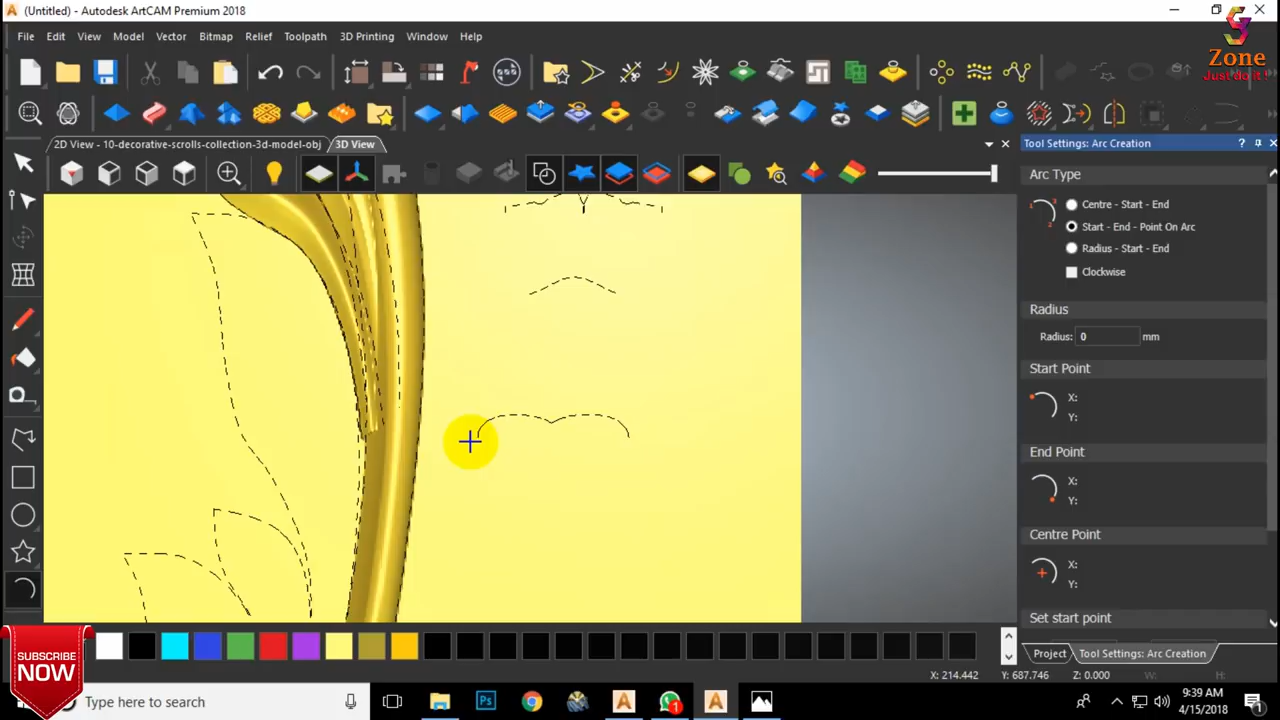 (Untitled) - Autodesk ArtCAM Premium 2018
File Edit View Model Vector Bitmap Relief Toolpath 3D Printing Window Help
Zone
Just do it !
2D View - 10-decorative-scrolls-collection-3d-model-obj 3D View
Tool Settings: Arc Creation
Arc Type
Centre - Start - End
Start - End - Point On Arc
Radius - Start - End
Clockwise
Radius
Radius: 0 mm
Start Point
X:
Y:
End Point
X:
Y:
Centre Point
X:
Y:
Set start point
Project Tool Settings: Arc Creation
X: 214.442 Y: 687.746 Z: 0.000 W: H:
SUBSCRIBE
NOW
Type here to search
9:39 AM
4/15/2018